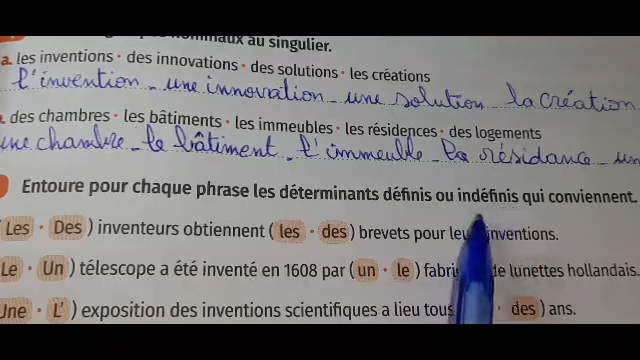 nominaux au singulier.
a. les inventions · des innovations · des solutions · les créations
l'invention - une innovation - une solution la création
. des chambres · les bâtiments · les immeubles · les résidences · des logements
une chambre - le bâtiment - l'immeuble - la résidance - un
Entoure pour chaque phrase les déterminants définis ou indéfinis qui conviennent.
Les · Des ) inventeurs obtiennent ( les · des ) brevets pour leu inventions.
Le · Un ) télescope a été inventé en 1608 par ( un · le ) fabri de lunettes hollandais.
Une · L' ) exposition des inventions scientifiques a lieu tous · des ) ans.